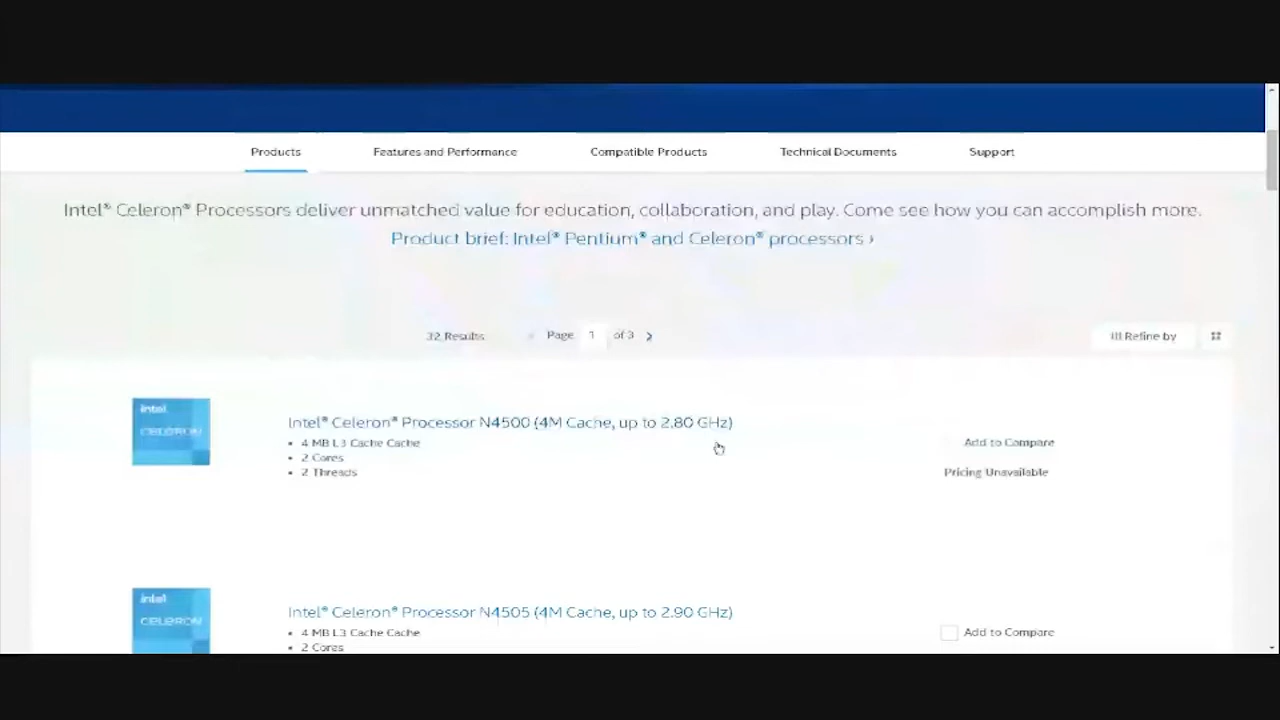 Products Features and Performance Compatible Products Technical Documents Support
Intel® Celeron® Processors deliver unmatched value for education, collaboration, and play. Come see how you can accomplish more.
Product brief: Intel® Pentium® and Celeron® processors ›
32 Results Page 1 of 3 Refine by
intel
CELERON
Intel® Celeron® Processor N4500 (4M Cache, up to 2.80 GHz)
• 4 MB L3 Cache Cache
• 2 Cores
• 2 Threads
Add to Compare
Pricing Unavailable
intel
CELERON
Intel® Celeron® Processor N4505 (4M Cache, up to 2.90 GHz)
• 4 MB L3 Cache Cache
• 2 Cores
Add to Compare